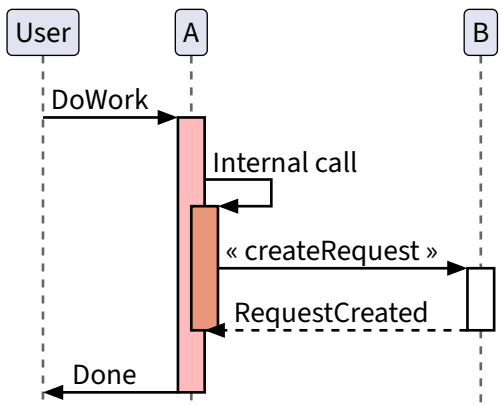 User
A
B
DoWork
Internal call
« createRequest »
RequestCreated
Done